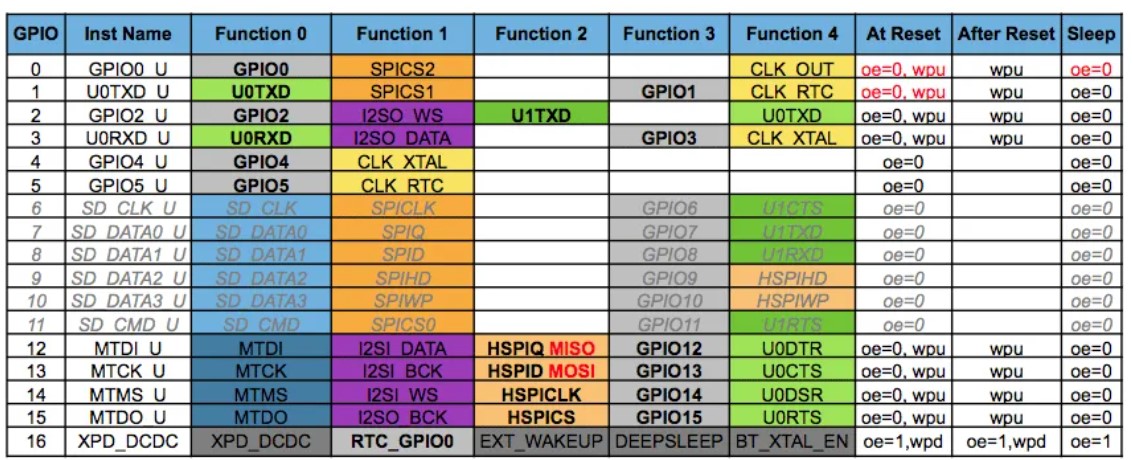 GPIO Inst Name Function 0 Function 1 Function 2 Function 3 Function 4 At Reset After Reset Sleep
0 GPIO0_U GPIO0 SPICS2 CLK_OUT oe=0, wpu wpu oe=0
1 U0TXD_U U0TXD SPICS1 GPIO1 CLK_RTC oe=0, wpu wpu oe=0
2 GPIO2_U GPIO2 I2SO_WS U1TXD U0TXD oe=0, wpu wpu oe=0
3 U0RXD_U U0RXD I2SO_DATA GPIO3 CLK_XTAL oe=0, wpu wpu oe=0
4 GPIO4_U GPIO4 CLK_XTAL oe=0 oe=0
5 GPIO5_U GPIO5 CLK_RTC oe=0 oe=0
6 SD_CLK_U SD_CLK SPICLK GPIO6 U1CTS oe=0 oe=0
7 SD_DATA0_U SD_DATA0 SPIQ GPIO7 U1TXD oe=0 oe=0
8 SD_DATA1_U SD_DATA1 SPID GPIO8 U1RXD oe=0 oe=0
9 SD_DATA2_U SD_DATA2 SPIHD GPIO9 HSPIHD oe=0 oe=0
10 SD_DATA3_U SD_DATA3 SPIWP GPIO10 HSPIWP oe=0 oe=0
11 SD_CMD_U SD_CMD SPICS0 GPIO11 U1RTS oe=0 oe=0
12 MTDI_U MTDI I2SI_DATA HSPIQ MISO GPIO12 U0DTR oe=0, wpu wpu oe=0
13 MTCK_U MTCK I2SI_BCK HSPID MOSI GPIO13 U0CTS oe=0, wpu wpu oe=0
14 MTMS_U MTMS I2SI_WS HSPICLK GPIO14 U0DSR oe=0, wpu wpu oe=0
15 MTDO_U MTDO I2SO_BCK HSPICS GPIO15 U0RTS oe=0, wpu wpu oe=0
16 XPD_DCDC XPD_DCDC RTC_GPIO0 EXT_WAKEUP DEEPSLEEP BT_XTAL_EN oe=1,wpd oe=1,wpd oe=1